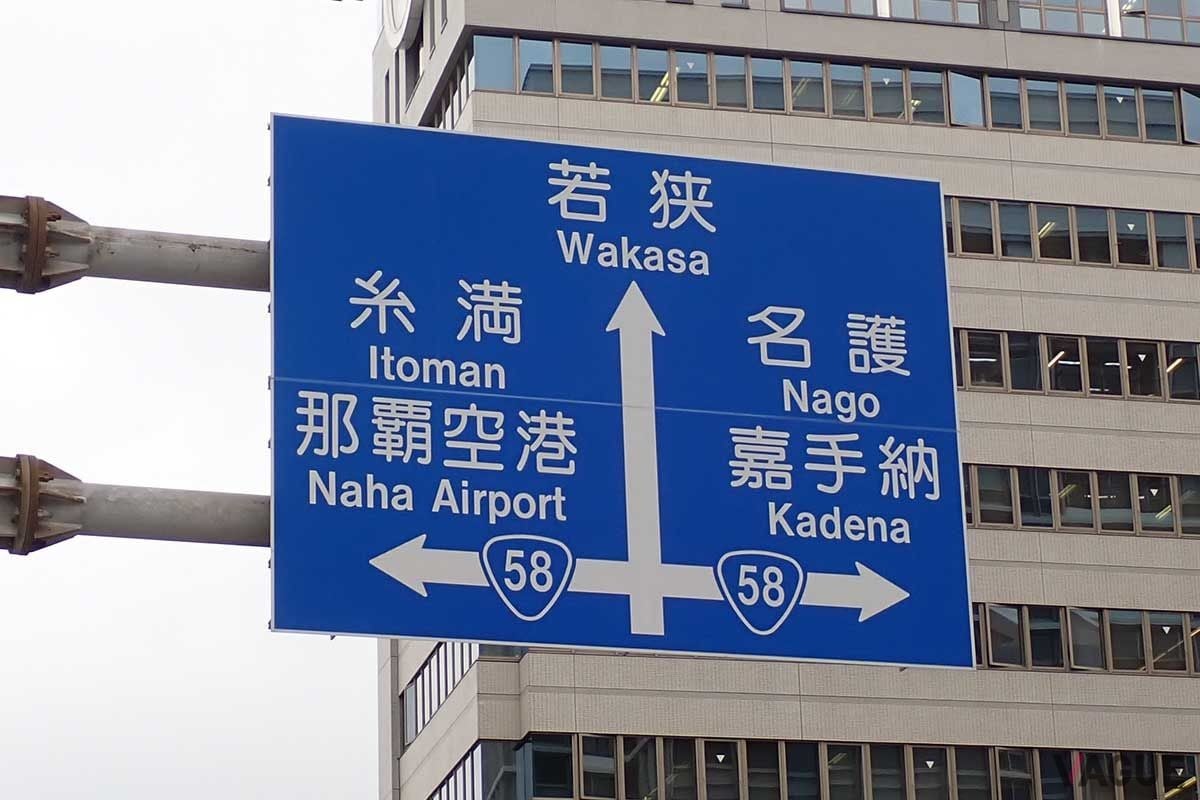 若狭
Wakasa
糸満
Itoman
那覇空港
Naha Airport
名護
Nago
嘉手納
Kadena
58
58
VAGUE